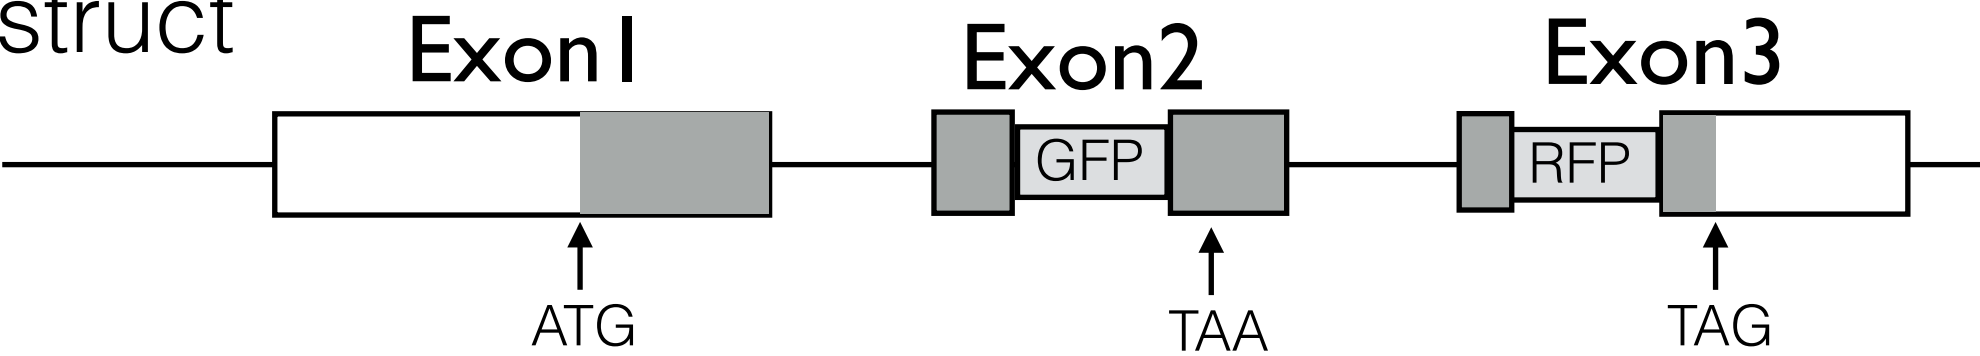 struct
Exon1 Exon2 Exon3
GFP RFP
ATG TAA TAG